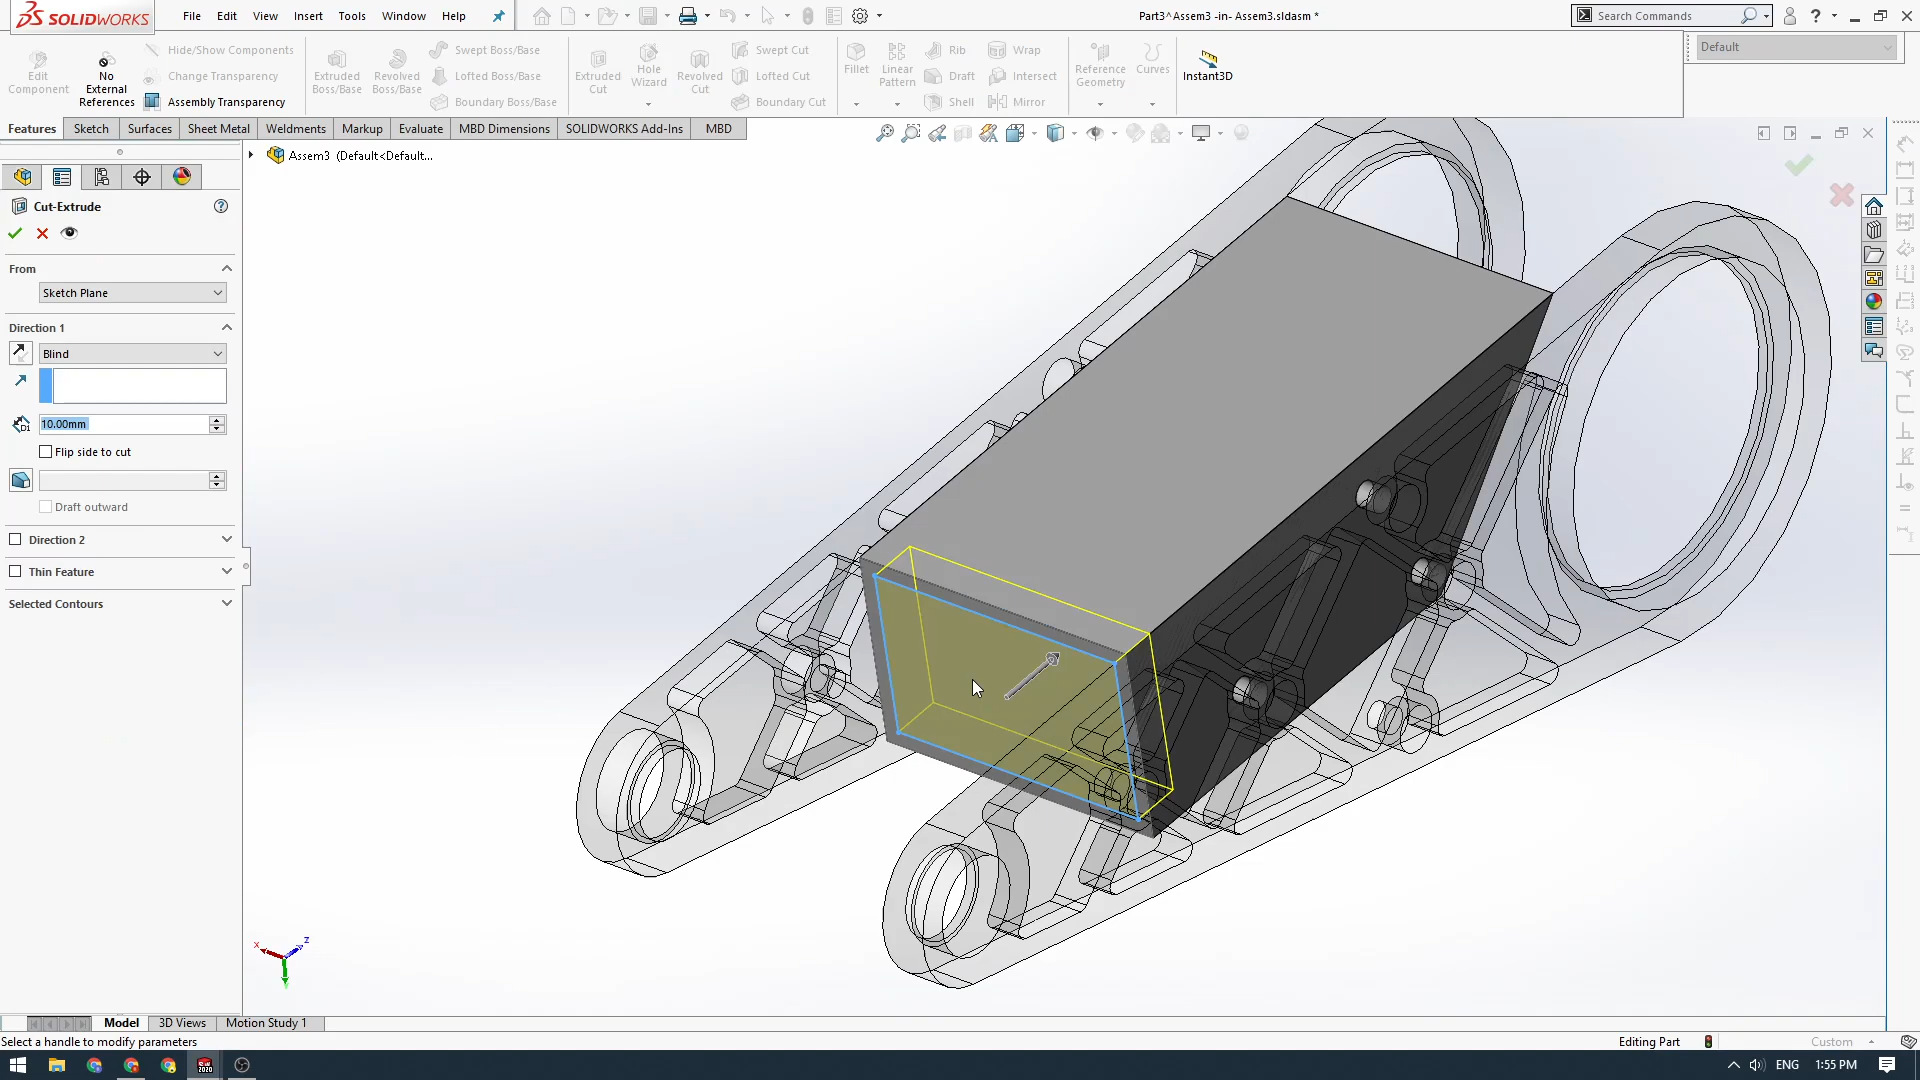 SOLIDWORKS
File Edit View Insert Tools Window Help
Part3^Assem3 -in- Assem3.sldasm *
Search Commands
Edit Component
No External References
Hide/Show Components
Change Transparency
Assembly Transparency
Extruded Boss/Base
Revolved Boss/Base
Swept Boss/Base
Lofted Boss/Base
Boundary Boss/Base
Extruded Cut
Hole Wizard
Revolved Cut
Swept Cut
Lofted Cut
Boundary Cut
Fillet
Linear Pattern
Rib
Draft
Shell
Wrap
Intersect
Mirror
Reference Geometry
Curves
Instant3D
Default
Features Sketch Surfaces Sheet Metal Weldments Markup Evaluate MBD Dimensions SOLIDWORKS Add-Ins MBD
Assem3 (Default<Default...
Cut-Extrude
From
Sketch Plane
Direction 1
Blind
D1
10.00mm
Flip side to cut
Draft outward
Direction 2
Thin Feature
Selected Contours
x
z
Model 3D Views Motion Study 1
Select a handle to modify parameters
Editing Part
Custom
SW 2020
ENG
1:55 PM